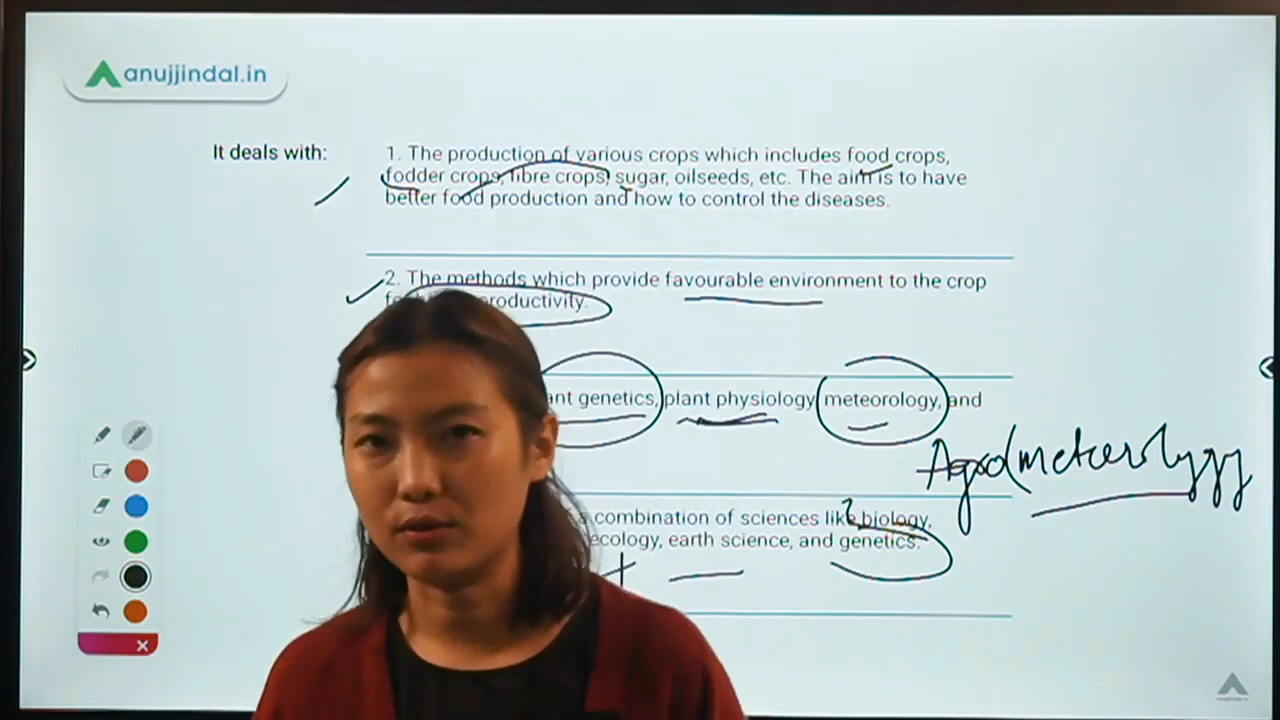 anujjindal.in
It deals with:
1. The production of various crops which includes food crops,
fodder crops, fibre crops, sugar, oilseeds, etc. The aim is to have
better food production and how to control the diseases.
2. The methods which provide favourable environment to the crop
productivity.
genetics, plant physiology, meteorology, and
Agro(meteorology
a combination of sciences like biology,
ecology, earth science, and genetics.